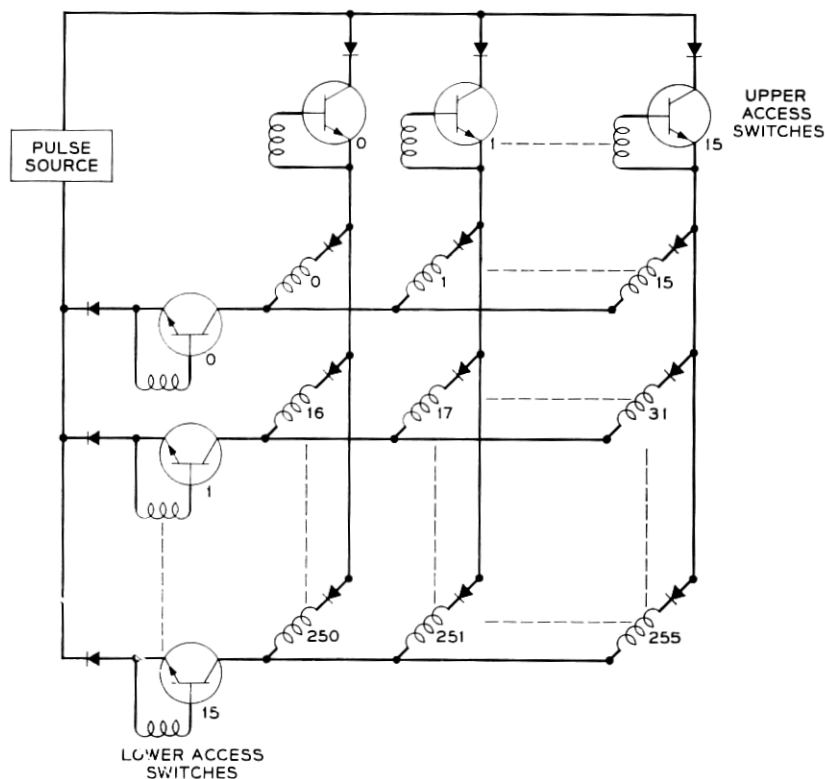 UPPER
ACCESS
SWITCHES
PULSE
SOURCE
0
1
15
0
1
15
0
16
17
31
1
250
251
255
15
LOWER ACCESS
SWITCHES